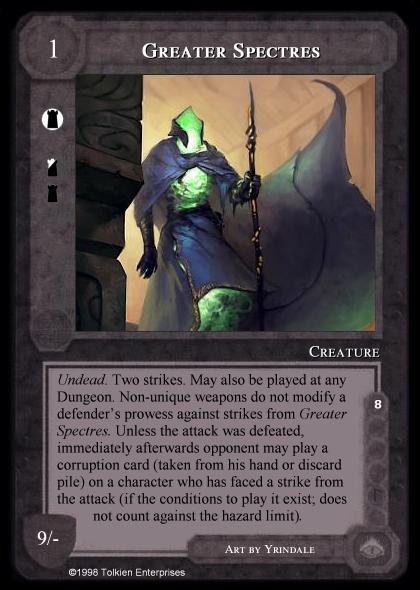 1
GREATER SPECTRES
CREATURE
Undead. Two strikes. May also be played at any
Dungeon. Non-unique weapons do not modify a
defender's prowess against strikes from Greater
Spectres. Unless the attack was defeated,
immediately afterwards opponent may play a
corruption card (taken from his hand or discard
pile) on a character who has faced a strike from
the attack (if the conditions to play it exist; does
not count against the hazard limit).
8
9/-
ART BY YRINDALE
©1998 Tolkien Enterprises